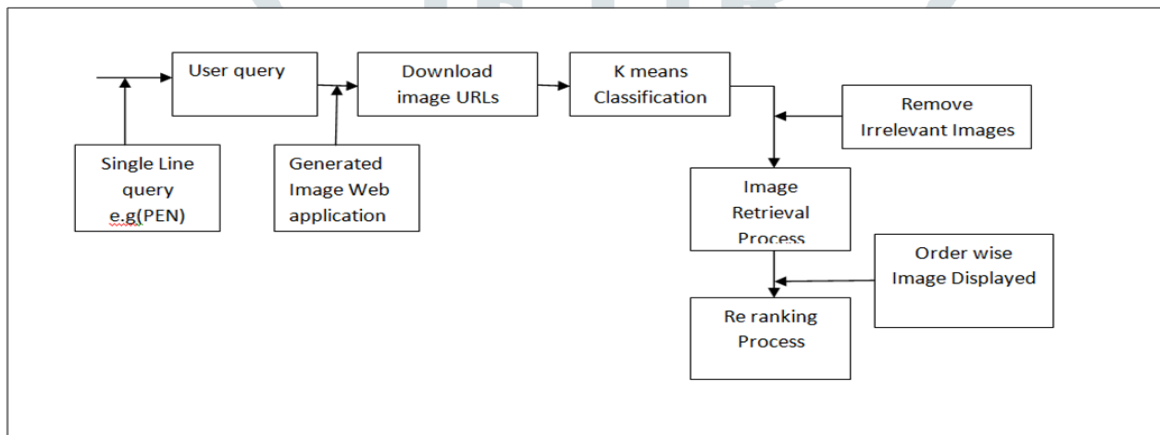 User query
Download
image URLs
K means
Classification
Remove
Irrelevant Images
Single Line
query
e.g(PEN)
Generated
Image Web
application
Image
Retrieval
Process
Order wise
Image Displayed
Re ranking
Process